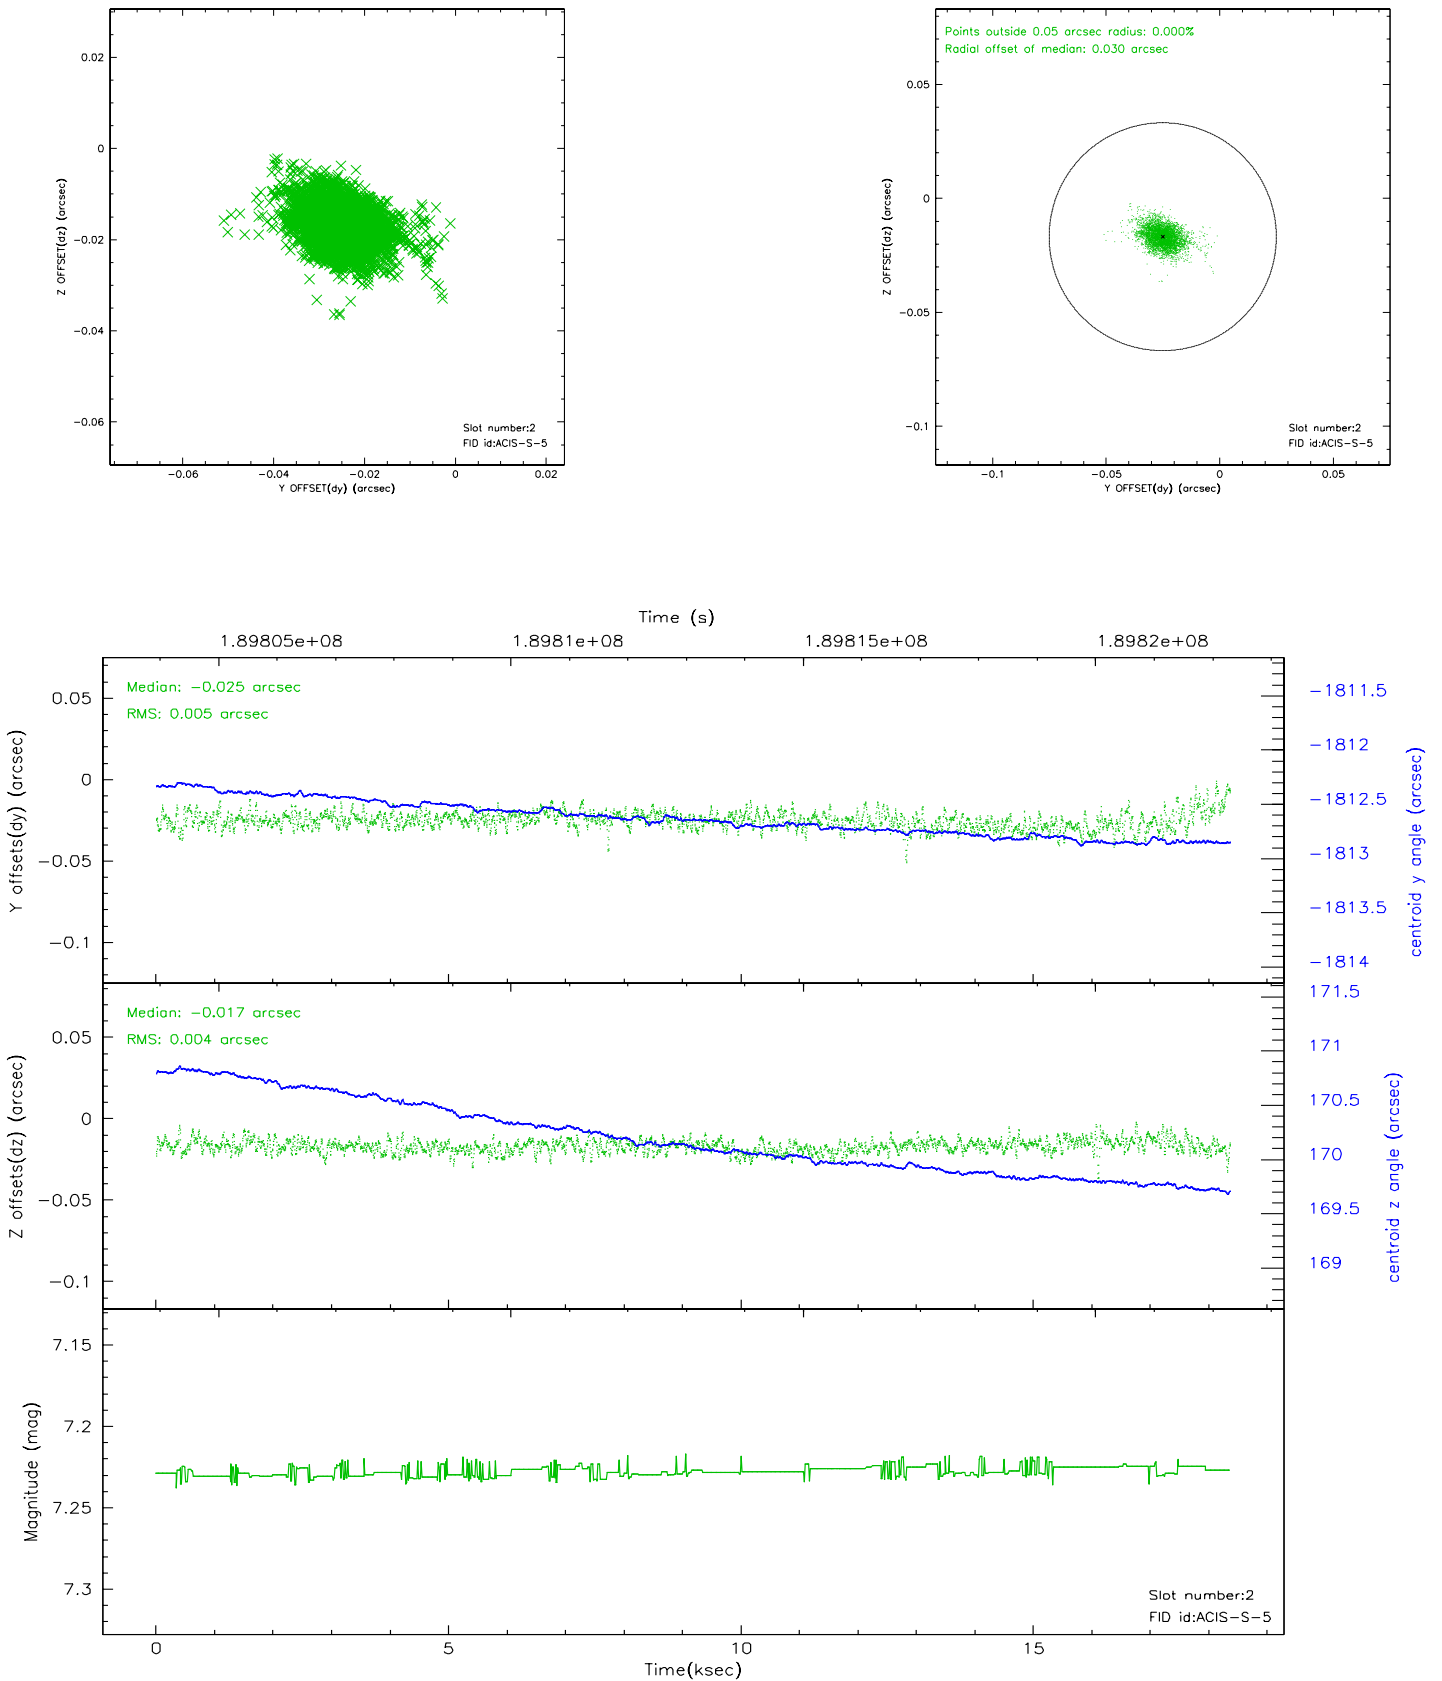 0.02
0
−0.02
−0.04
−0.06
Z OFFSET(dz) (arcsec)
Slot number:2
FID id:ACIS−S−5
−0.06
−0.04
−0.02
0
0.02
Y OFFSET(dy) (arcsec)
Points outside 0.05 arcsec radius: 0.000%
Radial offset of median: 0.030 arcsec
0.05
0
−0.05
−0.1
Z OFFSET(dz) (arcsec)
Slot number:2
FID id:ACIS−S−5
−0.1
−0.05
0
0.05
Y OFFSET(dy) (arcsec)
Time (s)
1.89805e+08
1.8981e+08
1.89815e+08
1.8982e+08
Median: −0.025 arcsec
RMS: 0.005 arcsec
0.05
0
−0.05
−0.1
Y offsets(dy) (arcsec)
−1811.5
−1812
−1812.5
−1813
−1813.5
−1814
centroid y angle (arcsec)
Median: −0.017 arcsec
RMS: 0.004 arcsec
0.05
0
−0.05
−0.1
Z offsets(dz) (arcsec)
171.5
171
170.5
170
169.5
169
centroid z angle (arcsec)
7.15
7.2
7.25
7.3
Magnitude (mag)
Slot number:2
FID id:ACIS−S−5
0
5
10
15
Time(ksec)